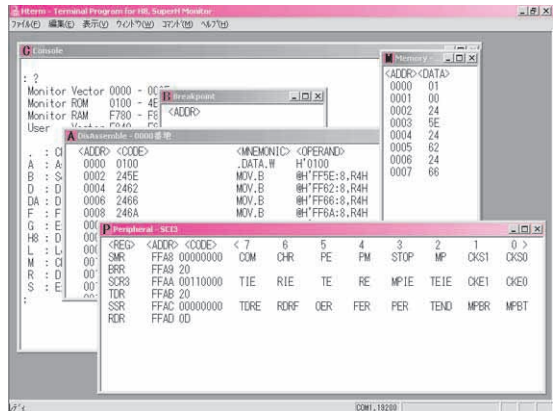 Hterm - Terminal Program for H8, SuperH Monitor
ファイル(F) 編集(E) 表示(V) ウィンドウ(W) コマンド(M) ヘルプ(H)
Console
: ?
Monitor Vector 0000 -
Monitor ROM 0100 - 4E
Monitor RAM F780 - F8
User
. :
A : A
B : S
D : D
DA : D
F : F
G : E
H8 : D
L : L
M : C
R : D
S : E
:
Breakpoint
<ADDR>
Memory
<ADDR> <DATA>
0000 01
0001 00
0002 24
0003 5E
0004 24
0005 62
0006 24
0007 66
DisAssemble - 0000番地
<ADDR> <CODE> <MNEMONIC> <OPERAND>
0000 0100 .DATA.W H'0100
0002 245E MOV.B @H'FF5E:8,R4H
0004 2462 MOV.B @H'FF62:8,R4H
0006 2466 MOV.B @H'FF66:8,R4H
0008 246A MOV.B @H'FF6A:8,R4H
Peripheral - SCI3
<REG> <ADDR> <CODE> < 7 6 5 4 3 2 1 0 >
SMR FFA8 00000000 COM CHR PE PM STOP MP CKS1 CKS0
BRR FFA9 20
SCR3 FFAA 00110000 TIE RIE TE RE MPIE TEIE CKE1 CKE0
TDR FFAB 20
SSR FFAC 00000000 TDRE RDRF OER FER PER TEND MPBR MPBT
RDR FFAD 0D
レディ COM1,19200